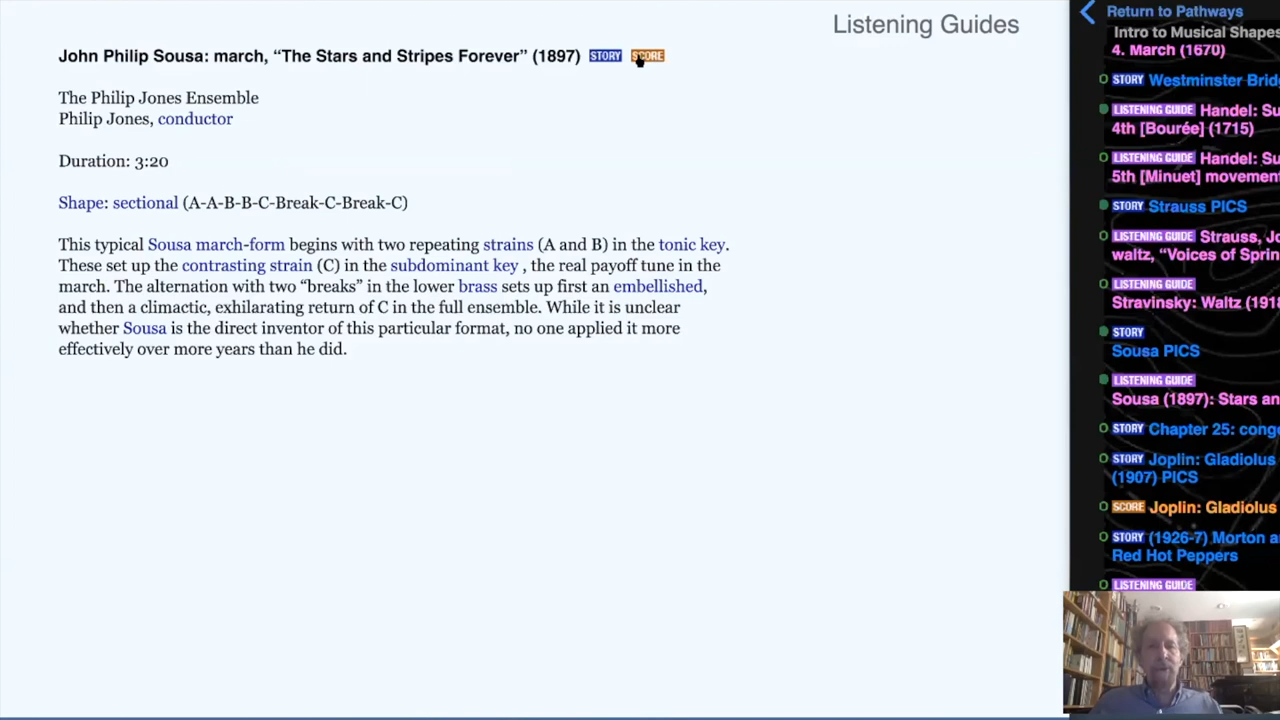 Listening Guides
John Philip Sousa: march, “The Stars and Stripes Forever” (1897) STORY SCORE
The Philip Jones Ensemble
Philip Jones, conductor
Duration: 3:20
Shape: sectional (A-A-B-B-C-Break-C-Break-C)
This typical Sousa march-form begins with two repeating strains (A and B) in the tonic key.
These set up the contrasting strain (C) in the subdominant key , the real payoff tune in the
march. The alternation with two “breaks” in the lower brass sets up first an embellished,
and then a climactic, exhilarating return of C in the full ensemble. While it is unclear
whether Sousa is the direct inventor of this particular format, no one applied it more
effectively over more years than he did.
Return to Pathways
Intro to Musical Shapes
4. March (1670)
STORY Westminster
LISTENING GUIDE Handel:
4th [Bourée] (1715)
LISTENING GUIDE Handel:
5th [Minuet] movement
STORY Strauss PICS
LISTENING GUIDE Strauss,
waltz, “Voices of
LISTENING GUIDE
Stravinsky: Waltz
STORY
Sousa PICS
LISTENING GUIDE
Sousa (1897): Stars
STORY Chapter 25:
STORY Joplin: Gladiolus
(1907) PICS
SCORE Joplin: Gladiolus
STORY (1926-7) Morton
Red Hot Peppers
LISTENING GUIDE